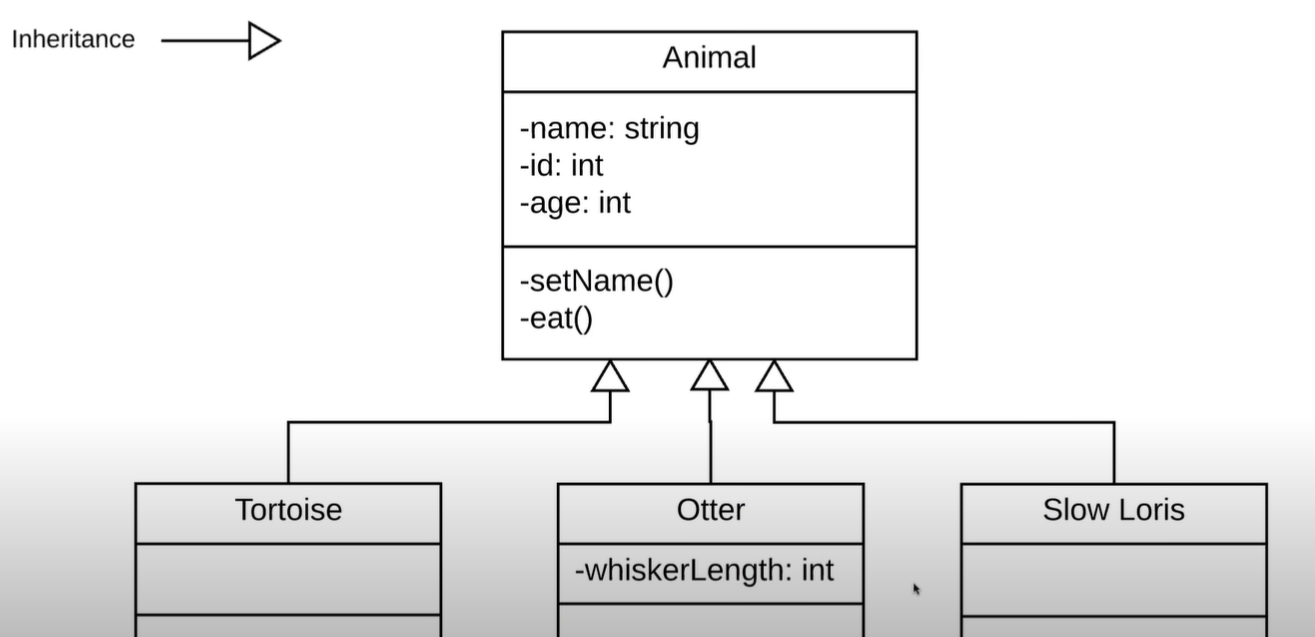 Inheritance
Animal
-name: string
-id: int
-age: int
-setName()
-eat()
Tortoise
Otter
Slow Loris
-whiskerLength: int